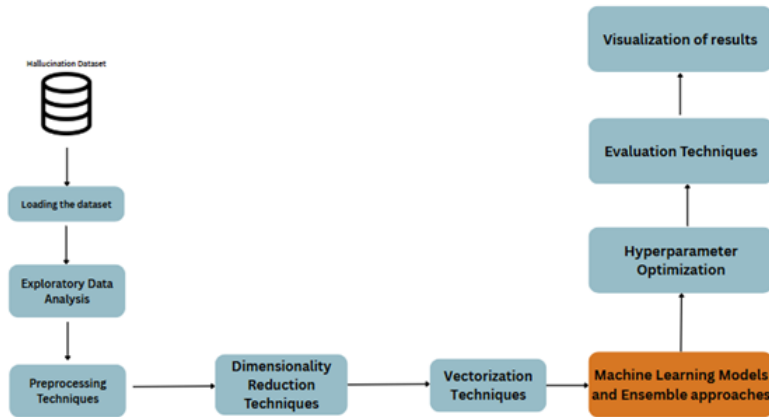 Hallucination Dataset
Loading the dataset
Exploratory Data
Analysis
Preprocessing
Techniques
Dimensionality
Reduction
Techniques
Vectorization
Techniques
Machine Learning Models
and Ensemble approaches
Hyperparameter
Optimization
Evaluation Techniques
Visualization of results